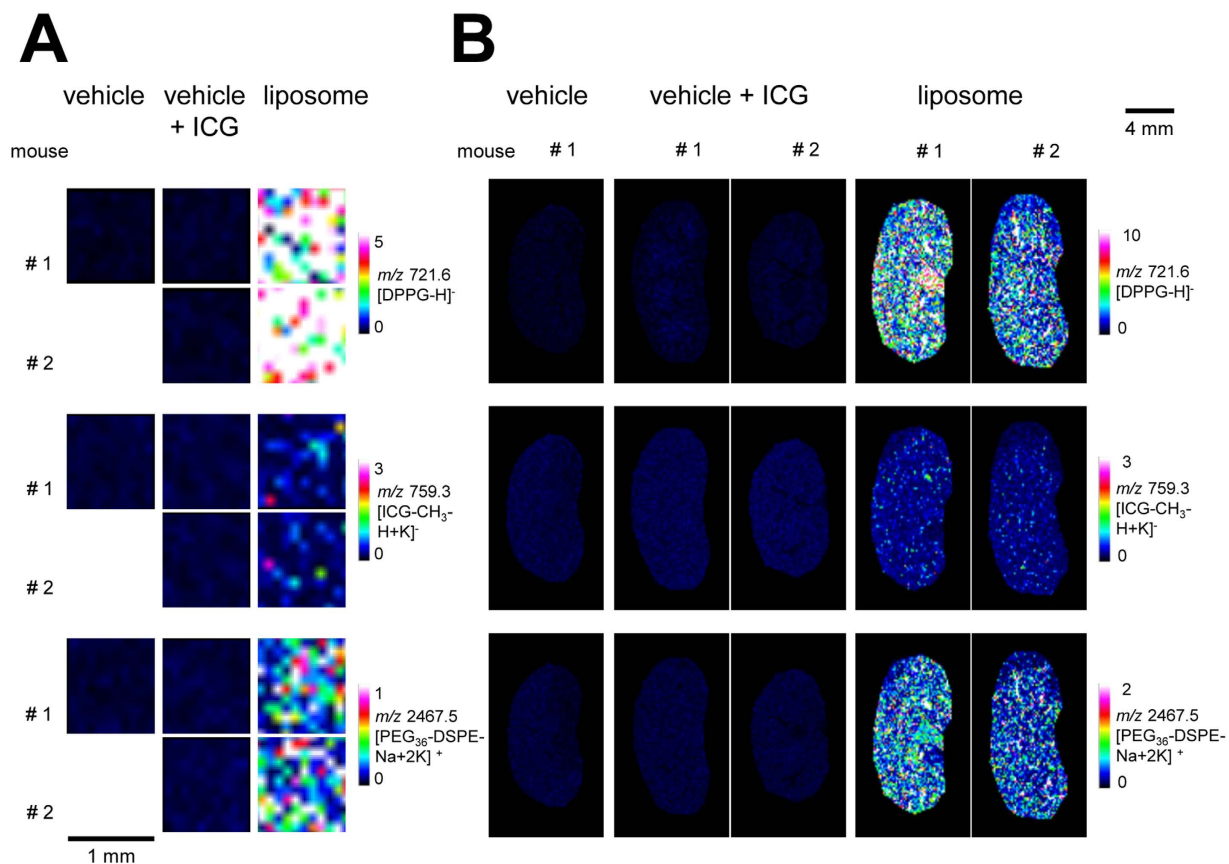 A
vehicle
vehicle
+ ICG
liposome
mouse
# 1
5
m/z 721.6
[DPPG-H]⁻
0
# 2
# 1
3
m/z 759.3
[ICG-CH₃-
H+K]⁻
0
# 2
# 1
1
m/z 2467.5
[PEG₃₆-DSPE-
Na+2K] ⁺
0
# 2
1 mm
B
vehicle
vehicle + ICG
liposome
4 mm
mouse
# 1
# 1
# 2
# 1
# 2
10
m/z 721.6
[DPPG-H]⁻
0
3
m/z 759.3
[ICG-CH₃-
H+K]⁻
0
2
m/z 2467.5
[PEG₃₆-DSPE-
Na+2K] ⁺
0